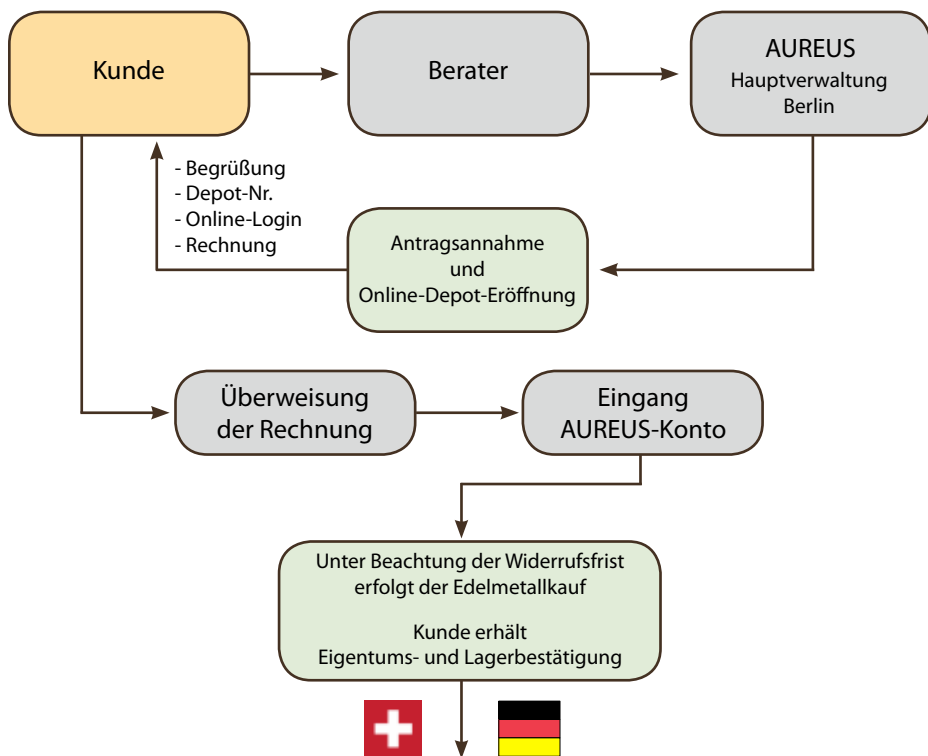 Kunde
Berater
AUREUS
Hauptverwaltung
Berlin
- Begrüßung
- Depot-Nr.
- Online-Login
- Rechnung
Antragsannahme
und
Online-Depot-Eröffnung
Überweisung
der Rechnung
Eingang
AUREUS-Konto
Unter Beachtung der Widerrufsfrist
erfolgt der Edelmetallkauf
Kunde erhält
Eigentums- und Lagerbestätigung